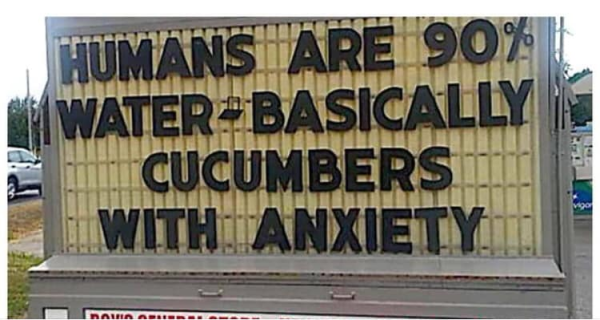 HUMANS ARE 90%
WATER-BASICALLY
CUCUMBERS
WITH ANXIETY